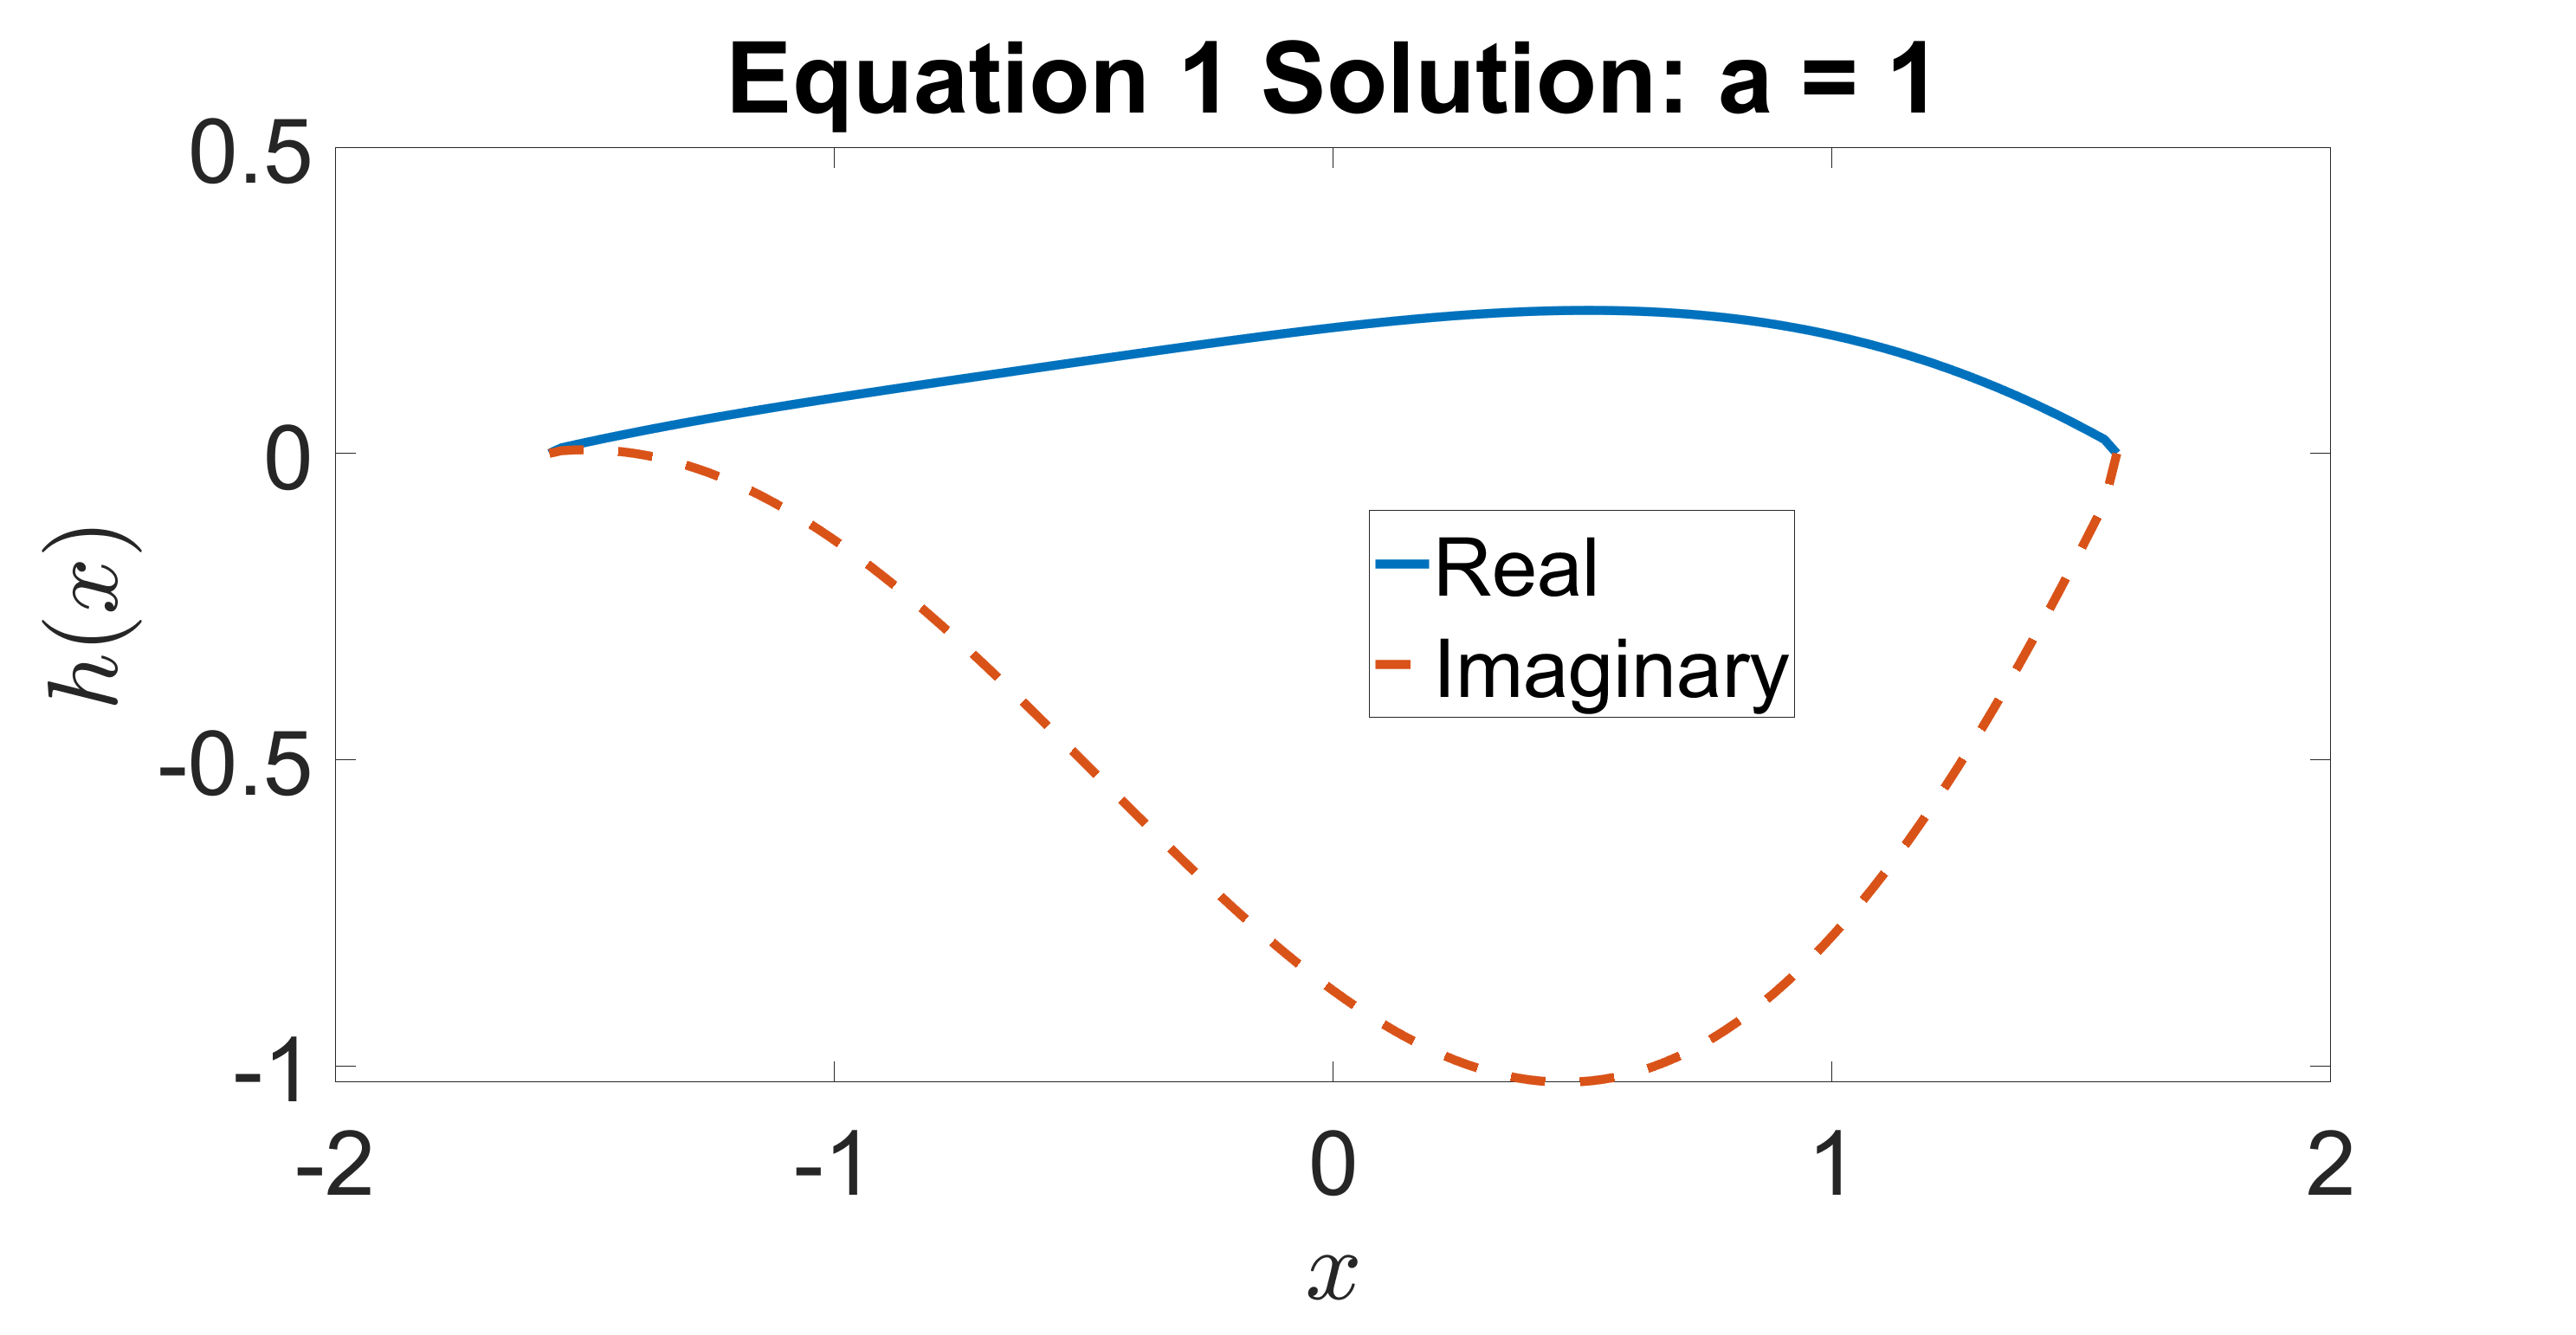 Equation 1 Solution: a = 1
0.5
0
-0.5
-1
h(x)
Real
Imaginary
-2 -1 0 1 2
x